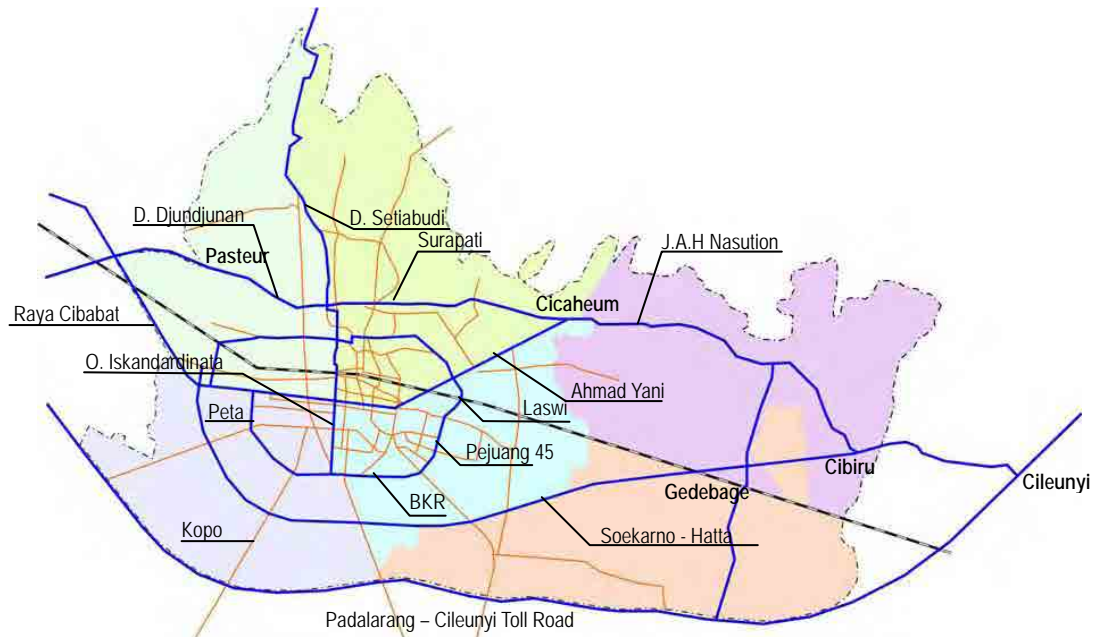 D. Djundjunan
D. Setiabudi
Surapati
J.A.H Nasution
Pasteur
Cicaheum
Raya Cibabat
O. Iskandardinata
Ahmad Yani
Peta
Laswi
Pejuang 45
Cibiru
Cileunyi
Gedebage
BKR
Kopo
Soekarno - Hatta
Padalarang – Cileunyi Toll Road